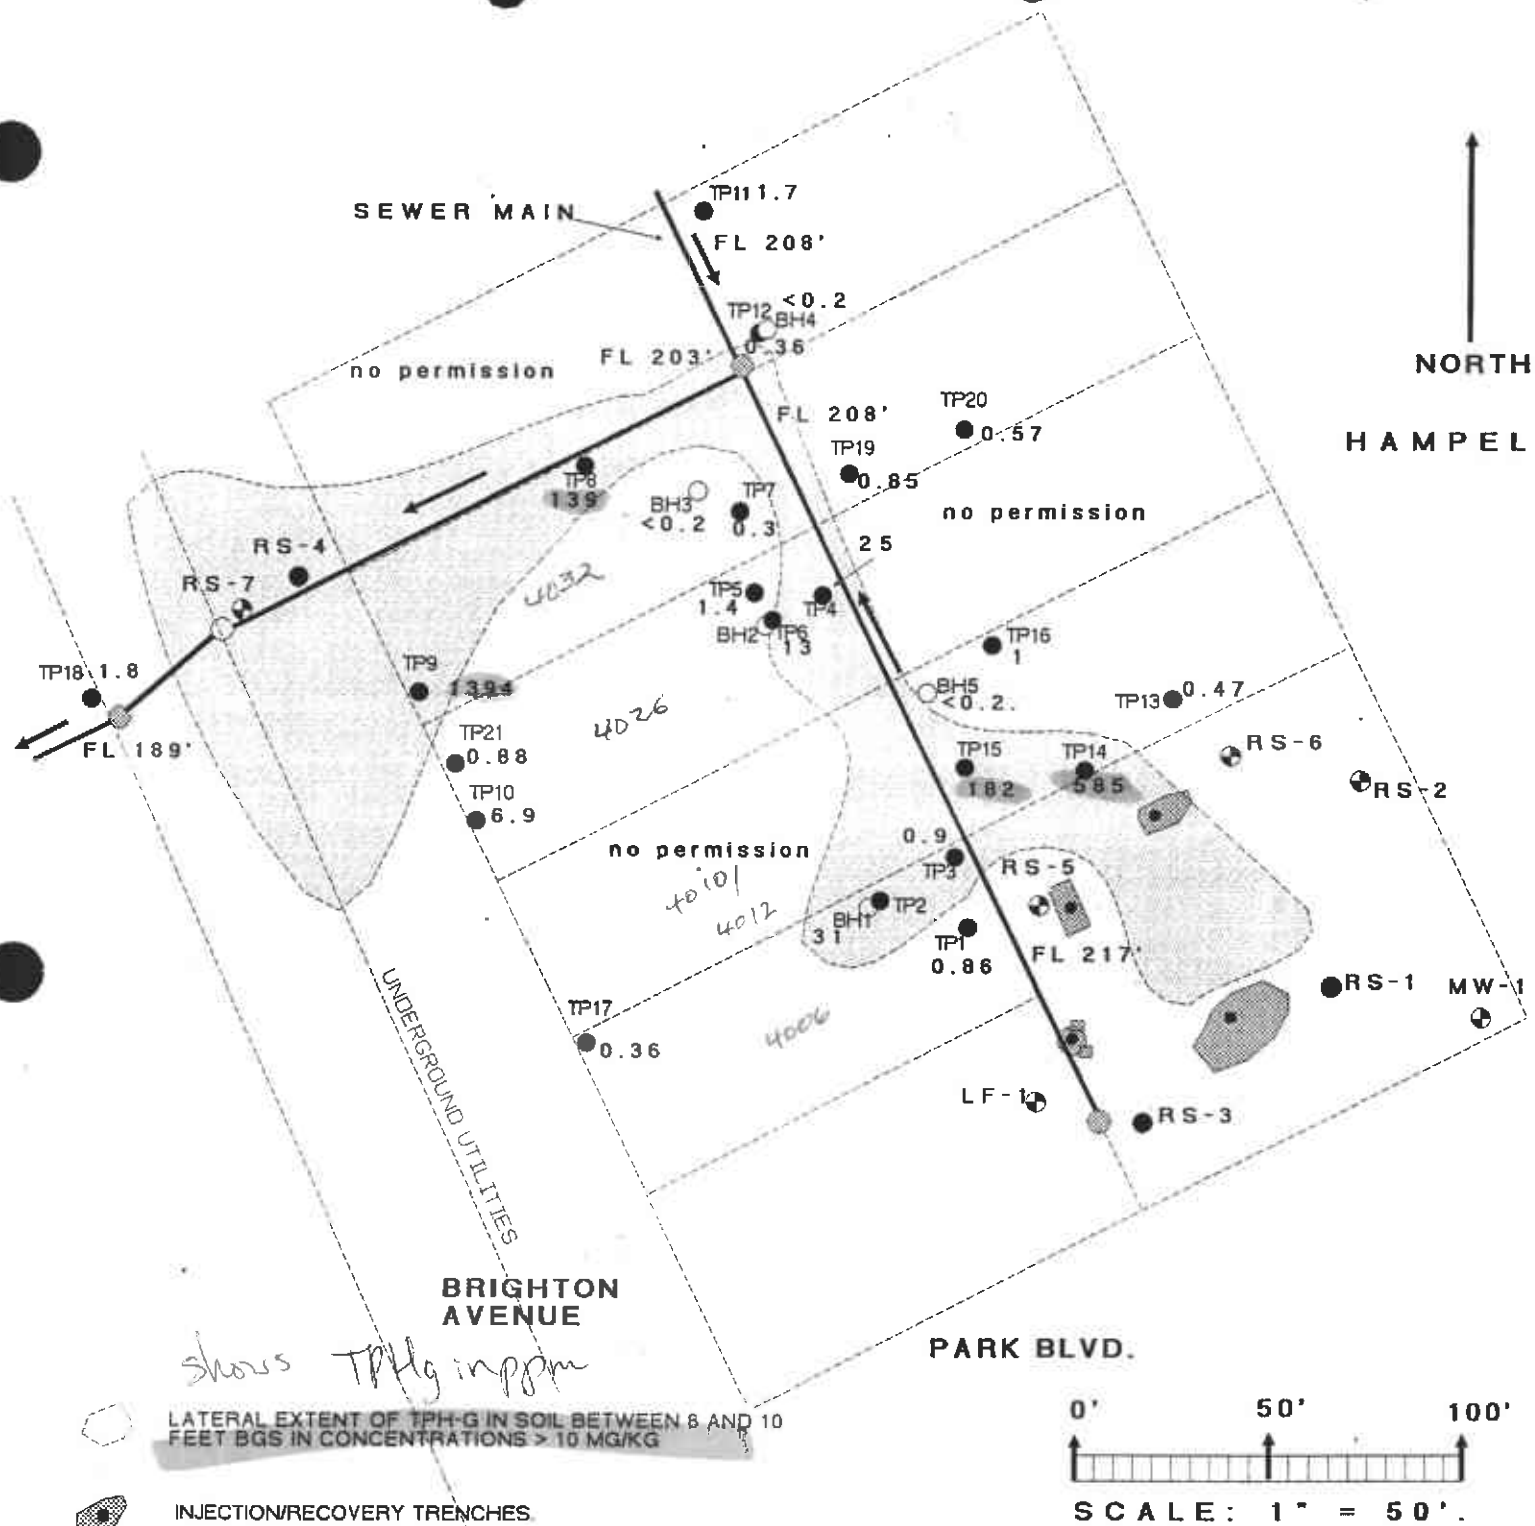 TP11 1.7
SEWER MAIN
FL 208'
<0.2
TP12
BH4
0.36
FL 203'
no permission
NORTH
FL 208'
TP20
0.57
HAMPEL
TP19
0.85
TP8
139
BH3
<0.2
TP7
0.3
no permission
25
RS-4
RS-7
4032
TP5
1.4
TP4
BH2
TP6
13
TP16
1
TP18 1.8
TP9
1394
BH5
<0.2.
TP13
0.47
4026
FL 189'
TP21
0.88
TP15
182
TP14
585
RS-6
RS-2
TP10
6.9
no permission
0.9
TP3
RS-5
40101
4012
BH1
TP2
31
TP1
0.86
FL 217'
RS-1
MW-1
UNDERGROUND UTILITIES
TP17
0.36
4006
LF-1
RS-3
BRIGHTON
AVENUE
PARK BLVD.
shows TPHg in ppm
LATERAL EXTENT OF TPH-G IN SOIL BETWEEN 8 AND 10
FEET BGS IN CONCENTRATIONS > 10 MG/KG
0' 50' 100'
INJECTION/RECOVERY TRENCHES.
SCALE: 1" = 50'.